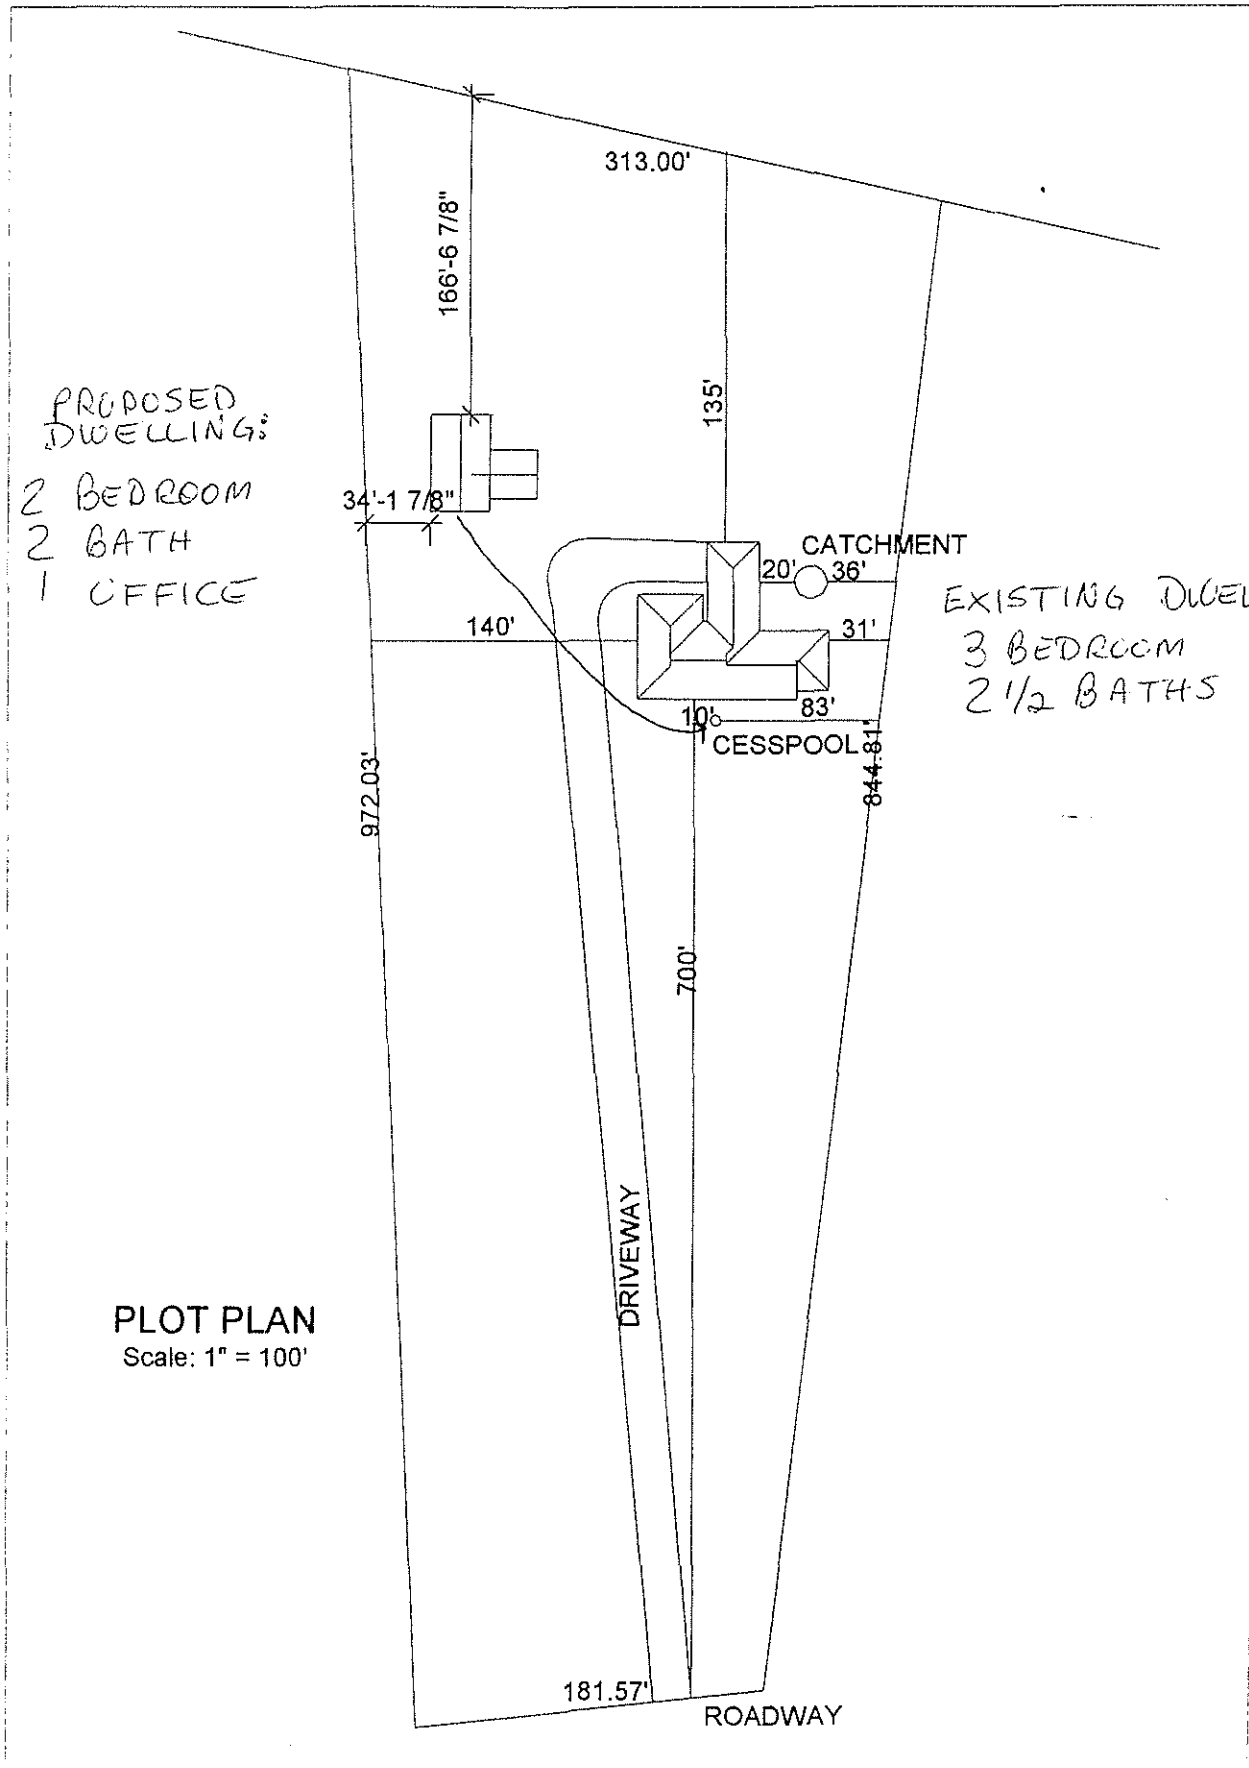 313.00'
166'-6 7/8"
135'
PROPOSED
DWELLING:
2 BEDROOM
2 BATH
1 OFFICE
34'-1 7/8"
CATCHMENT
20' 36'
EXISTING DWEL
3 BEDROOM
2 1/2 BATHS
140'
31'
10'
83'
CESSPOOL
844.81'
972.03'
700'
DRIVEWAY
PLOT PLAN
Scale: 1" = 100'
181.57'
ROADWAY